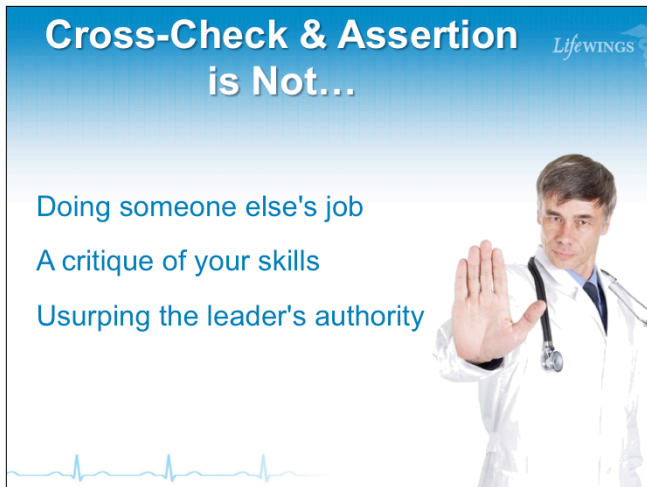 Cross-Check & Assertion
is Not...
LifeWINGS
Doing someone else's job
A critique of your skills
Usurping the leader's authority